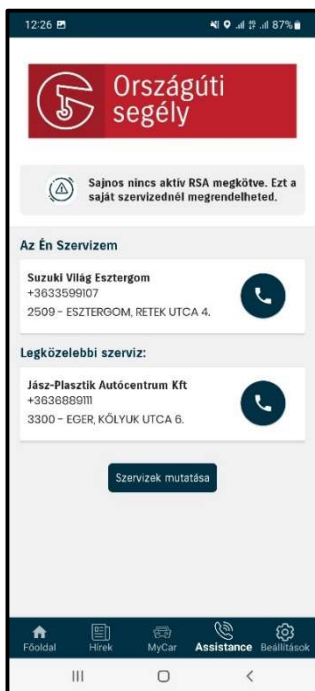 12:26 87%
Országúti
segély
Sajnos nincs aktív RSA megkötve. Ezt a
saját szervizednél megrendelheted.
Az Én Szervizem
Suzuki Világ Esztergom
+3633599107
2509 - ESZTERGOM, RETEK UTCA 4.
Legközelebbi szerviz:
Jász-Plasztik Autócentrum Kft
+3636889111
3300 - EGER, KŐLYUK UTCA 6.
Szervizek mutatása
Főoldal Hírek MyCar Assistance Beállítások